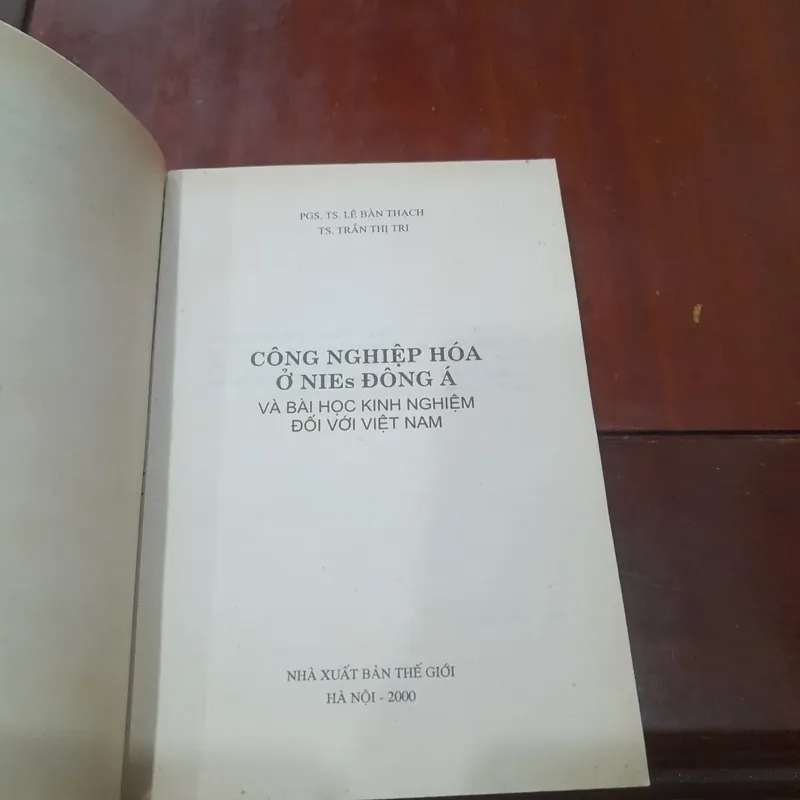 PGS, TS. LÊ BÀN THẠCH
TS. TRẦN THỊ TRI
CÔNG NGHIỆP HÓA
Ở NIEs ĐÔNG Á
VÀ BÀI HỌC KINH NGHIỆM
ĐỐI VỚI VIỆT NAM
NHÀ XUẤT BẢN THẾ GIỚI
HÀ NỘI - 2000